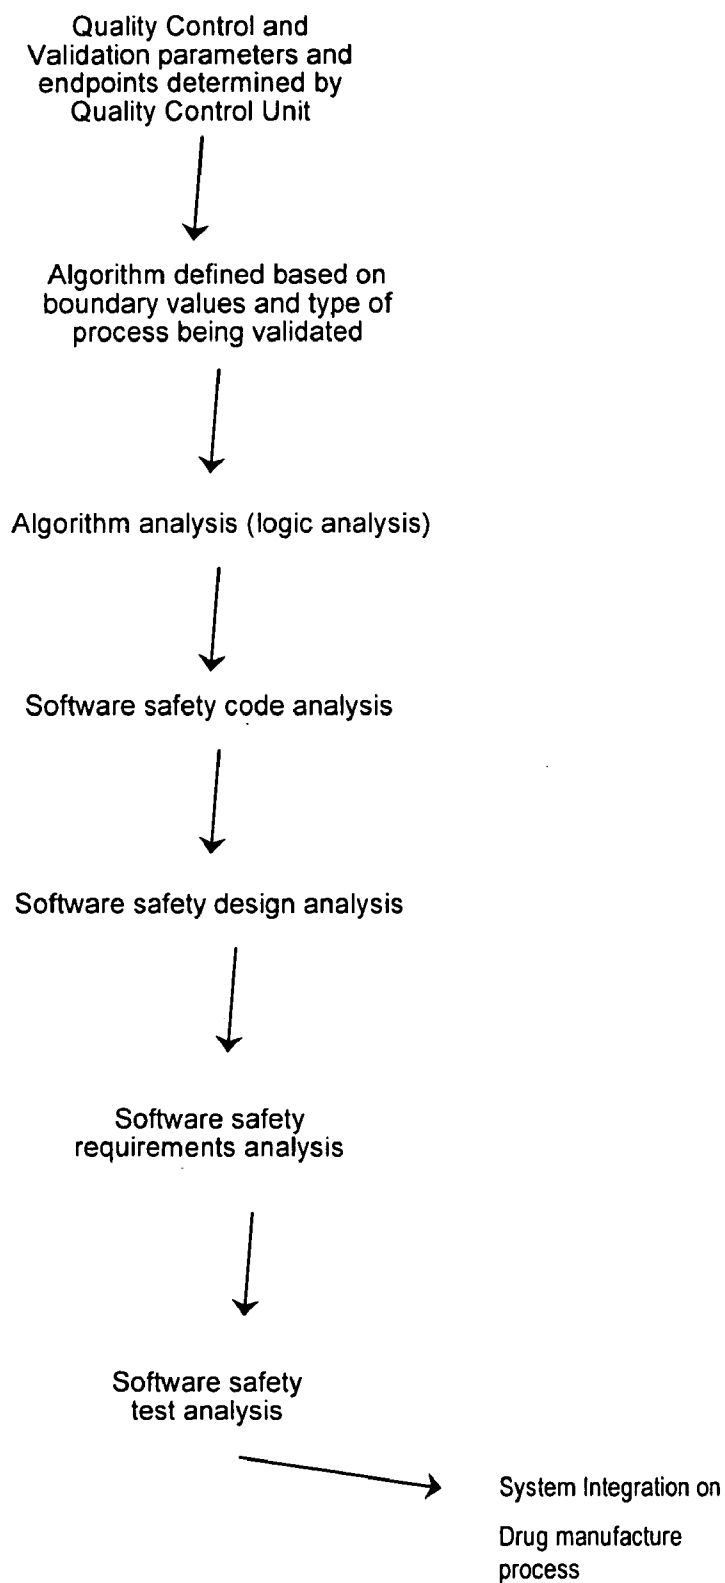 Quality Control and
Validation parameters and
endpoints determined by
Quality Control Unit
Algorithm defined based on
boundary values and type of
process being validated
Algorithm analysis (logic analysis)
Software safety code analysis
Software safety design analysis
Software safety
requirements analysis
Software safety
test analysis
System Integration on
Drug manufacture
process